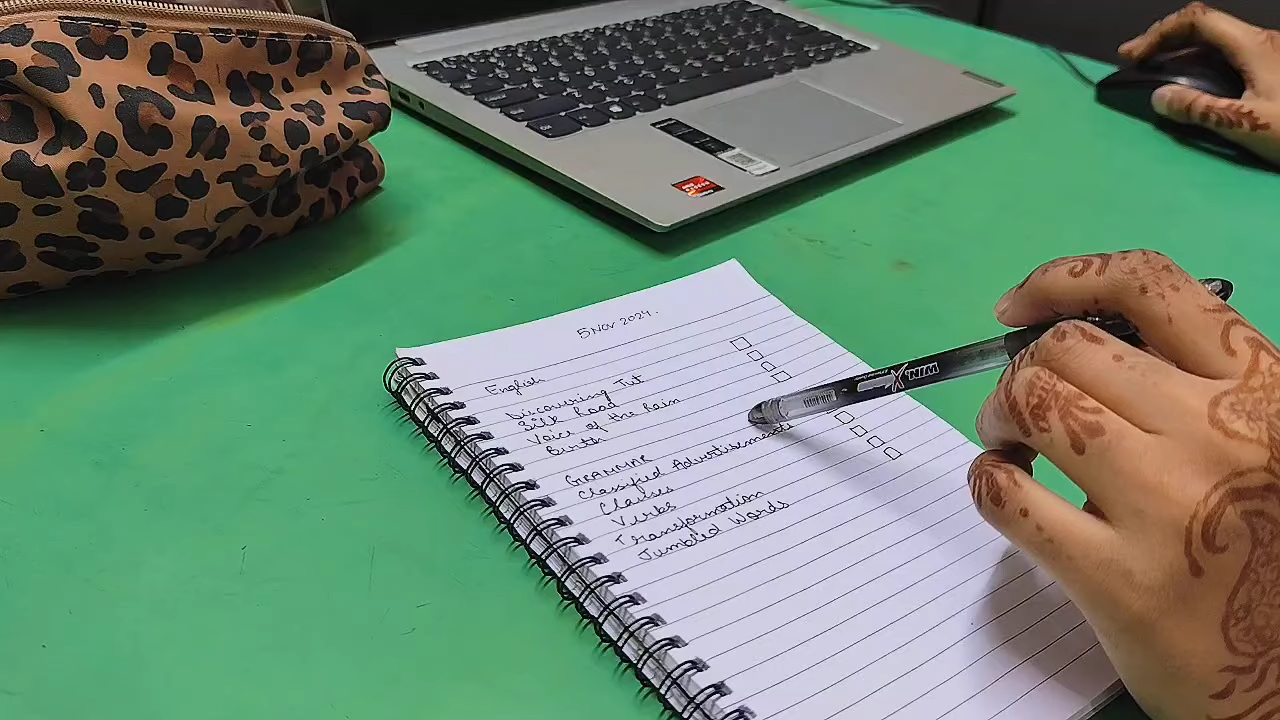 5 Nov 2024.
English
Discovering Tut
Silk Road
Voice of the Rain
Birth
GRAMMAR
Classified Advertisements
Clauses
Verbs
Transformation
Jumbled Words
WIN